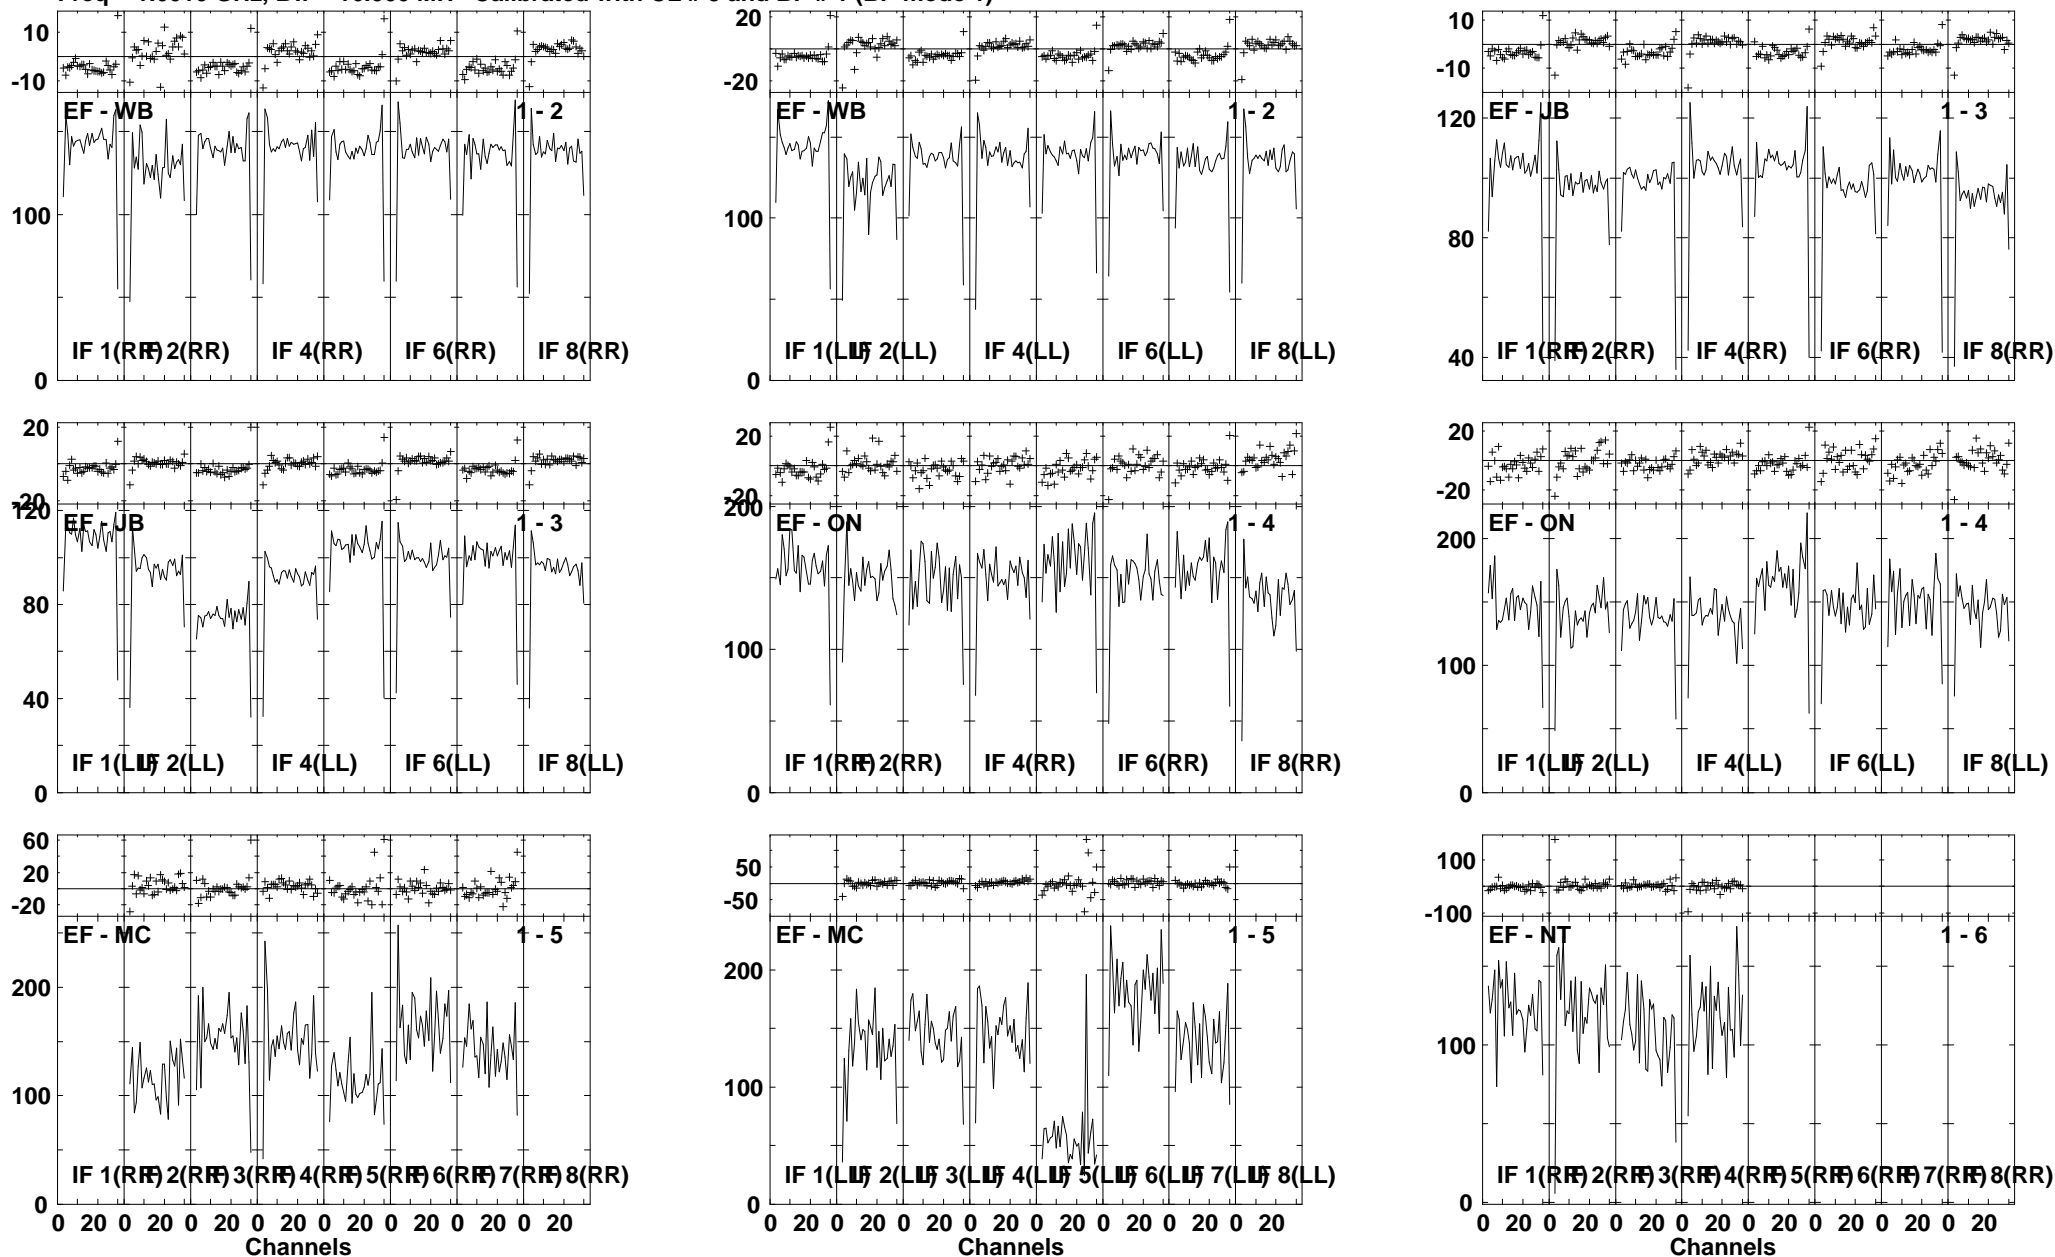 10
-10
EF - WB
1 - 2
100
0
IF 1(RR) IF 2(RR) IF 4(RR) IF 6(RR) IF 8(RR)
20
-20
EF - WB
1 - 2
100
0
IF 1(LL) IF 2(LL) IF 4(LL) IF 6(LL) IF 8(LL)
10
-10
EF - JB
1 - 3
120
80
40
IF 1(RR) IF 2(RR) IF 4(RR) IF 6(RR) IF 8(RR)
20
-20
EF - JB
1 - 3
120
80
40
0
IF 1(LL) IF 2(LL) IF 4(LL) IF 6(LL) IF 8(LL)
20
-20
EF - ON
1 - 4
200
100
0
IF 1(RR) IF 2(RR) IF 4(RR) IF 6(RR) IF 8(RR)
20
-20
EF - ON
1 - 4
200
100
0
IF 1(LL) IF 2(LL) IF 4(LL) IF 6(LL) IF 8(LL)
60
20
-20
EF - MC
1 - 5
200
100
0
IF 1(RR) IF 2(RR) IF 3(RR) IF 4(RR) IF 5(RR) IF 6(RR) IF 7(RR) IF 8(RR)
0 20 0 20 0 20 0 20 0 20 0 20 0 20 0 20
Channels
50
-50
EF - MC
1 - 5
200
100
0
IF 1(LL) IF 2(LL) IF 3(LL) IF 4(LL) IF 5(LL) IF 6(LL) IF 7(LL) IF 8(LL)
0 20 0 20 0 20 0 20 0 20 0 20 0 20 0 20
Channels
100
-100
EF - NT
1 - 6
100
0
IF 1(RR) IF 2(RR) IF 3(RR) IF 4(RR) IF 5(RR) IF 6(RR) IF 7(RR) IF 8(RR)
0 20 0 20 0 20 0 20 0 20 0 20 0 20 0 20
Channels